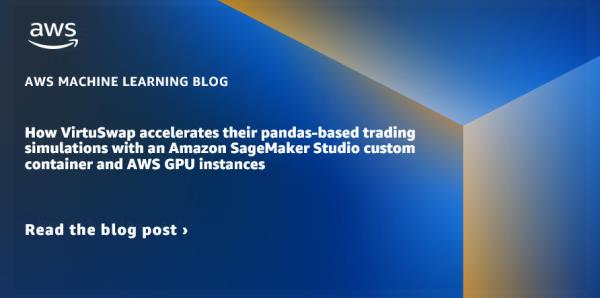 aws
AWS MACHINE LEARNING BLOG
How VirtuSwap accelerates their pandas-based trading
simulations with an Amazon SageMaker Studio custom
container and AWS GPU instances
Read the blog post ›